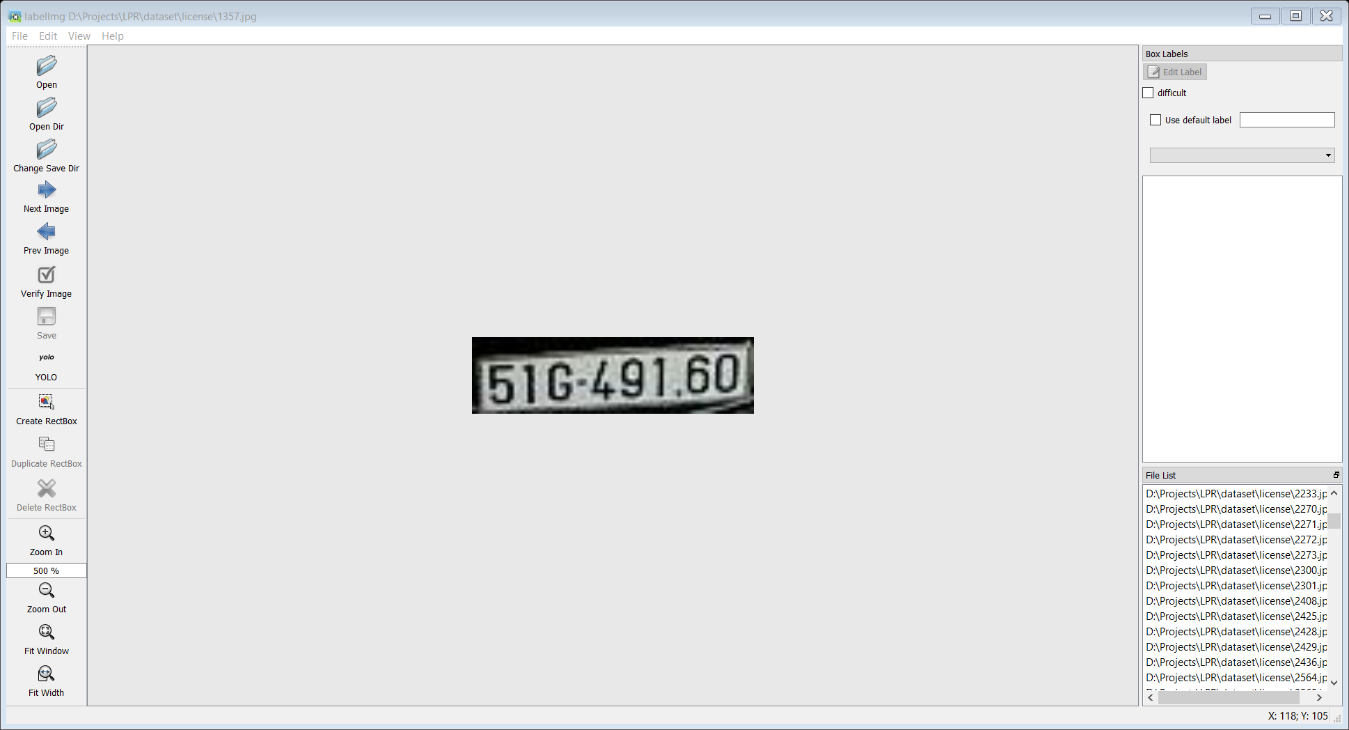 labelImg D:\Projects\LPR\dataset\license\1357.jpg
File Edit View Help
Open
Open Dir
Change Save Dir
Next Image
Prev Image
Verify Image
Save
yolo
YOLO
Create RectBox
Duplicate RectBox
Delete RectBox
Zoom In
500 %
Zoom Out
Fit Window
Fit Width
51G-491.60
Box Labels
Edit Label
difficult
Use default label
File List
D:\Projects\LPR\dataset\license\2233.jp
D:\Projects\LPR\dataset\license\2270.jp
D:\Projects\LPR\dataset\license\2271.jp
D:\Projects\LPR\dataset\license\2272.jp
D:\Projects\LPR\dataset\license\2273.jp
D:\Projects\LPR\dataset\license\2300.jp
D:\Projects\LPR\dataset\license\2301.jp
D:\Projects\LPR\dataset\license\2408.jp
D:\Projects\LPR\dataset\license\2425.jp
D:\Projects\LPR\dataset\license\2428.jp
D:\Projects\LPR\dataset\license\2429.jp
D:\Projects\LPR\dataset\license\2436.jp
D:\Projects\LPR\dataset\license\2564.jp
X: 118; Y: 105